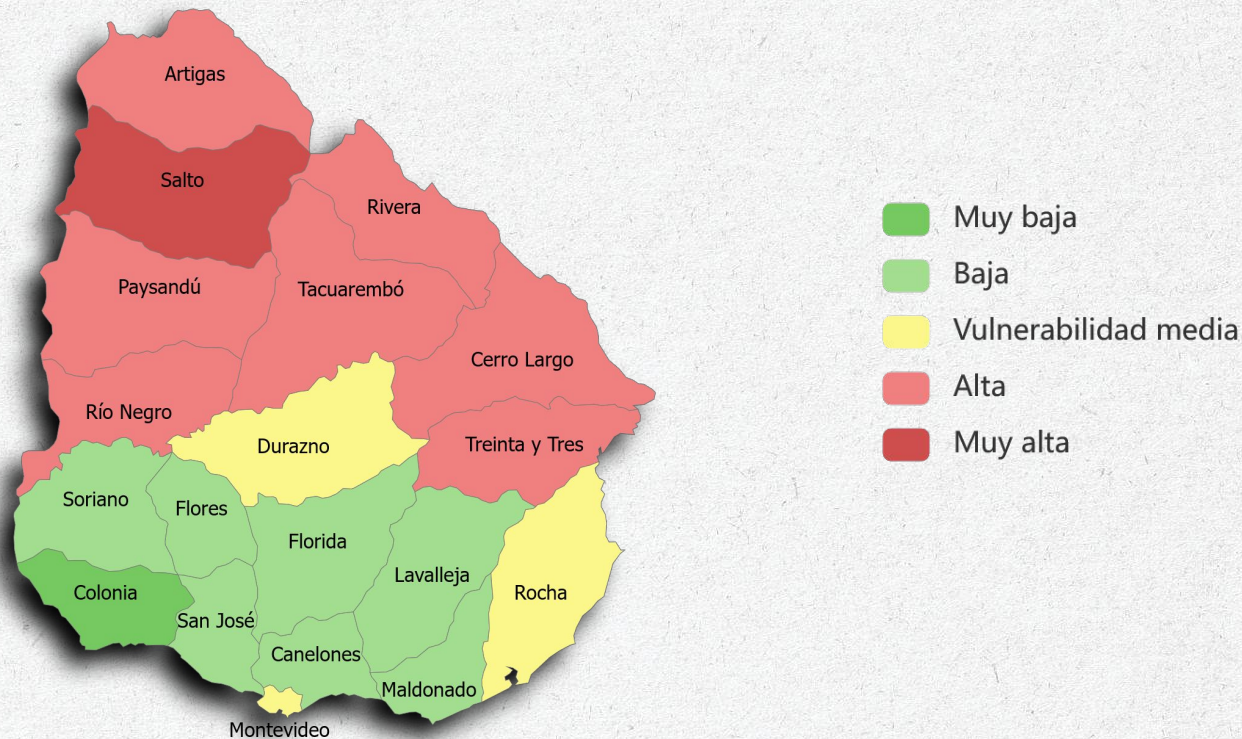 Artigas
Salto
Rivera
Paysandú
Tacuarembó
Cerro Largo
Río Negro
Durazno
Treinta y Tres
Soriano
Flores
Florida
Lavalleja
Colonia
Rocha
San José
Canelones
Maldonado
Montevideo
Muy baja
Baja
Vulnerabilidad media
Alta
Muy alta